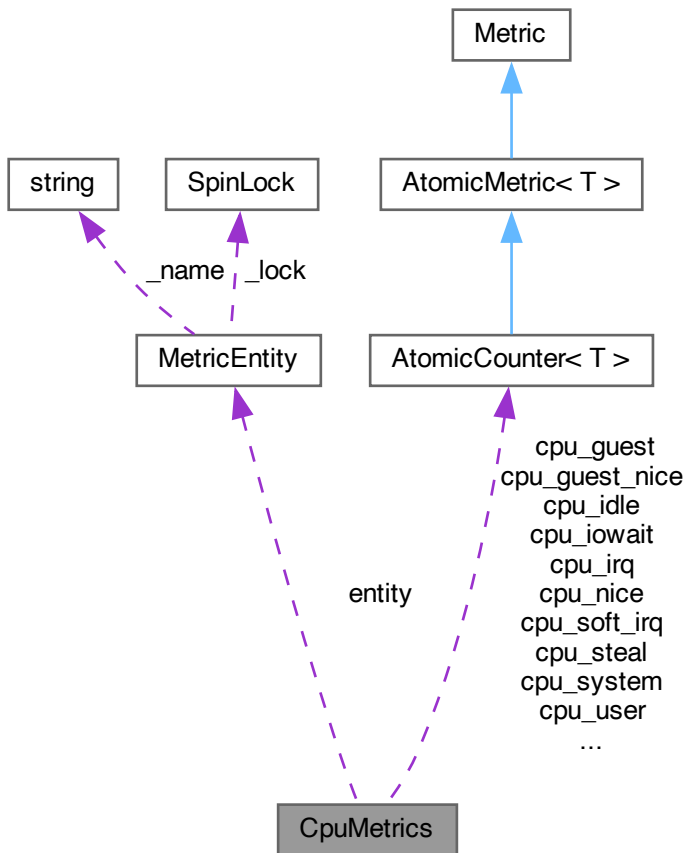 Metric
string
SpinLock
AtomicMetric< T >
_name
_lock
MetricEntity
AtomicCounter< T >
cpu_guest
cpu_guest_nice
cpu_idle
cpu_iowait
cpu_irq
cpu_nice
cpu_soft_irq
cpu_steal
cpu_system
cpu_user
...
entity
CpuMetrics